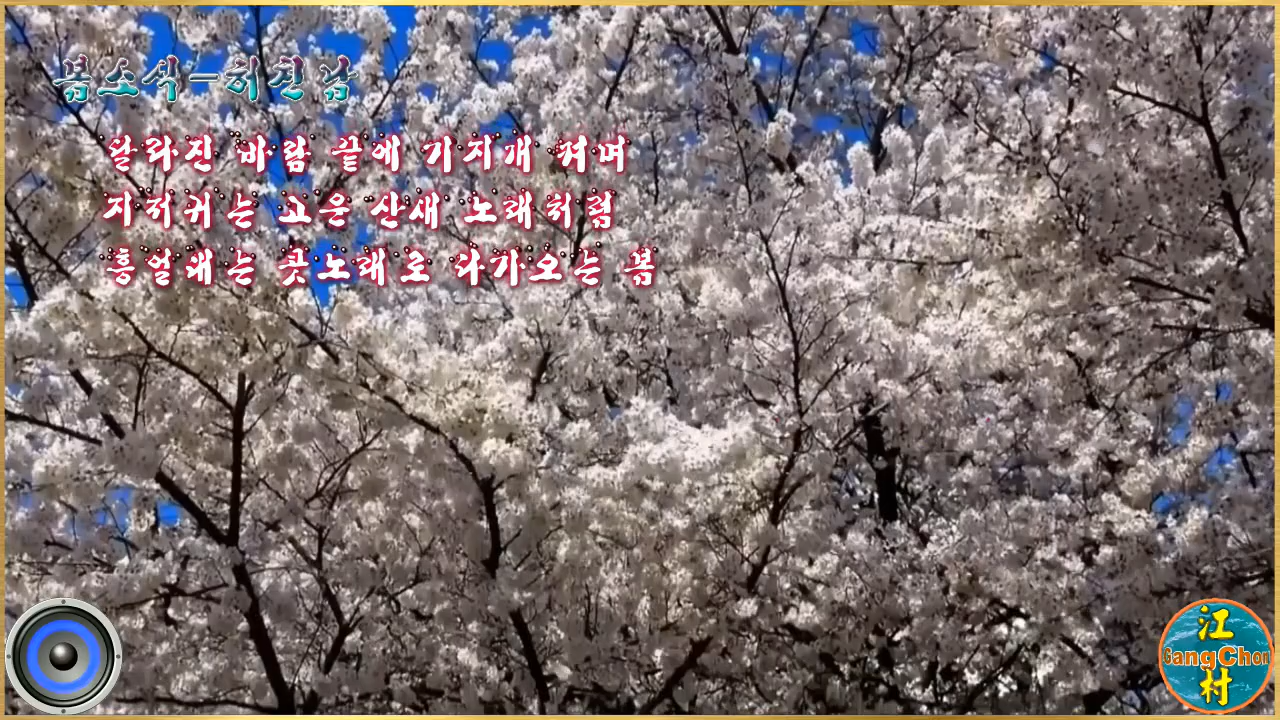 봄소식-허친남
달라진 바람 끝에 기지개 켜며
지저귀는 고운 산새 노래처럼
흥얼대는 콧노래로 다가오는 봄
江
GangChon
村